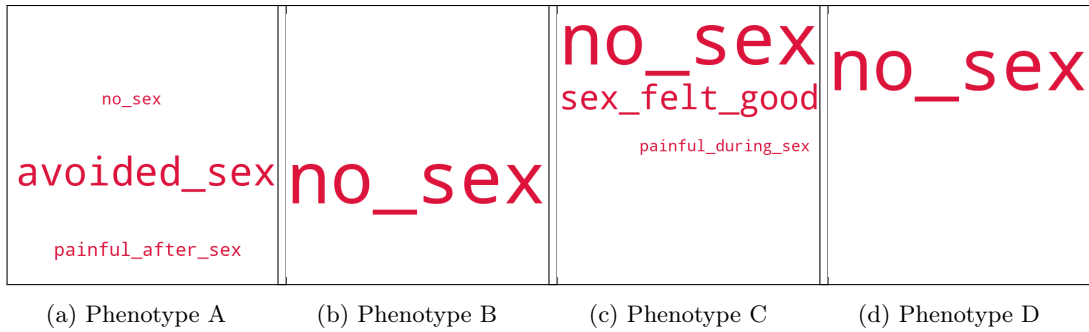 no_sex
avoided_sex
painful_after_sex
no_sex
no_sex
sex_felt_good
painful_during_sex
no_sex
(a) Phenotype A
(b) Phenotype B
(c) Phenotype C
(d) Phenotype D